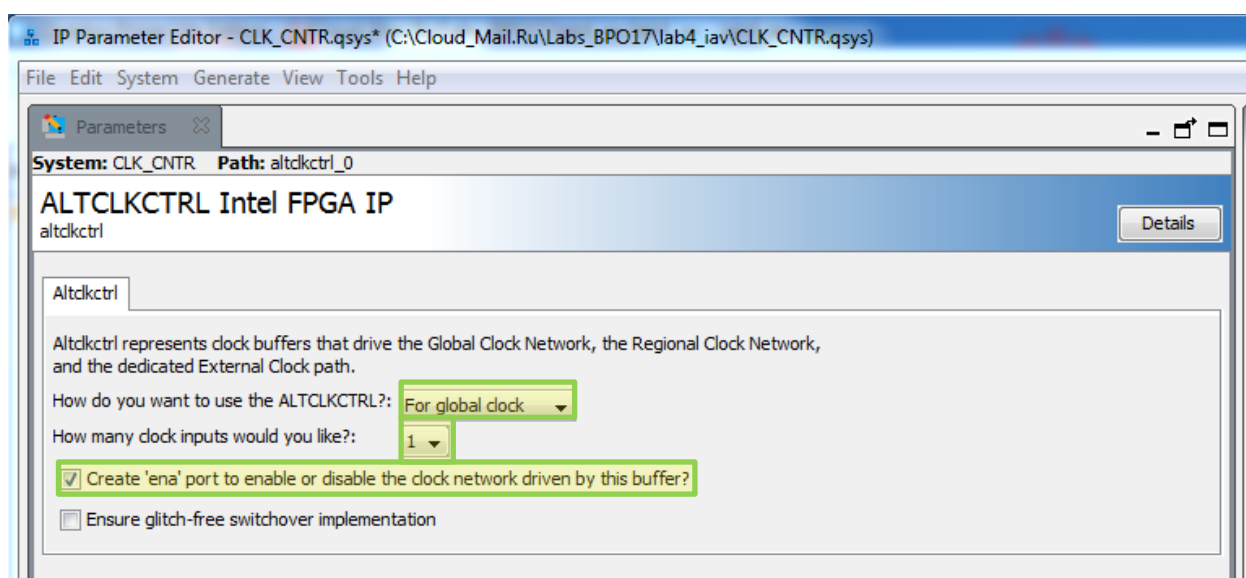 IP Parameter Editor - CLK_CNTR.qsys* (C:\Cloud_Mail.Ru\Labs_BPO17\lab4_iav\CLK_CNTR.qsys)
File Edit System Generate View Tools Help
Parameters
System: CLK_CNTR Path: altclkctrl_0
ALTCLKCTRL Intel FPGA IP
altclkctrl
Details
Altclkctrl
Altclkctrl represents clock buffers that drive the Global Clock Network, the Regional Clock Network,
and the dedicated External Clock path.
How do you want to use the ALTCLKCTRL?: For global clock
How many clock inputs would you like?: 1
Create 'ena' port to enable or disable the clock network driven by this buffer?
Ensure glitch-free switchover implementation